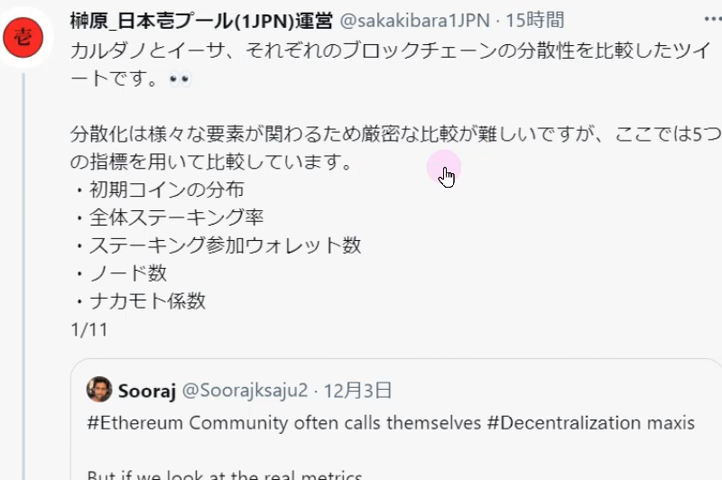 壱
榊原_日本壱プール(1JPN)運営 @sakakibara1JPN · 15時間
カルダノとイーサ、それぞれのブロックチェーンの分散性を比較したツイ
ートです。👀
分散化は様々な要素が関わるため厳密な比較が難しいですが、ここでは5つ
の指標を用いて比較しています。
・初期コインの分布
・全体ステーキング率
・ステーキング参加ウォレット数
・ノード数
・ナカモト係数
1/11
Sooraj @Soorajksaju2 · 12月3日
#Ethereum Community often calls themselves #Decentralization maxis
But if we look at the real metrics